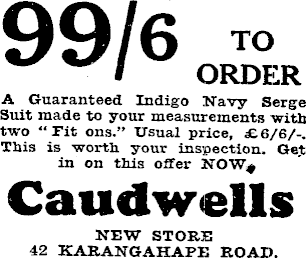 99/6 TO
ORDER
A Guaranteed Indigo Navy Serge
Suit made to your measurements with
two "Fit ons." Usual price, £6/6/-.
This is worth your inspection. Get
in on this offer NOW.
Caudwells
NEW STORE
42 KARANGAHAPE ROAD.